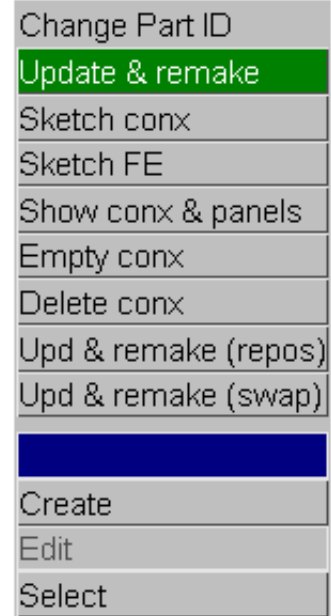 Change Part ID
Update & remake
Sketch conx
Sketch FE
Show conx & panels
Empty conx
Delete conx
Upd & remake (repos)
Upd & remake (swap)
Create
Edit
Select